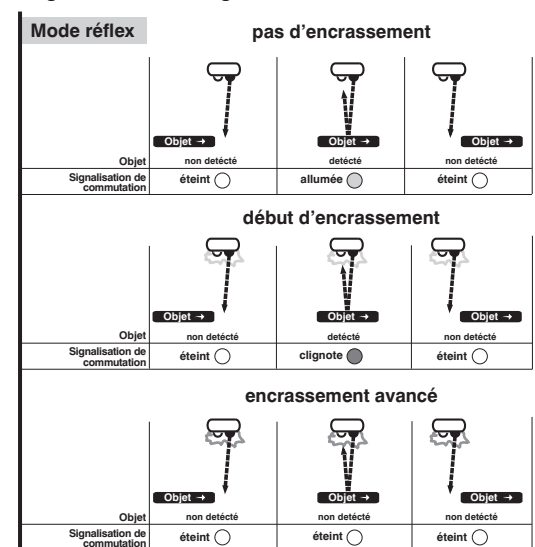 Mode réflex
pas d'encrassement
Objet → Objet → Objet →
Objet non detécté detécté non detécté
Signalisation de commutation éteint allumée éteint
début d'encrassement
Objet → Objet → Objet →
Objet non detécté detécté non detécté
Signalisation de commutation éteint clignote éteint
encrassement avancé
Objet → Objet → Objet →
Objet non detécté non detécté non detécté
Signalisation de commutation éteint éteint éteint